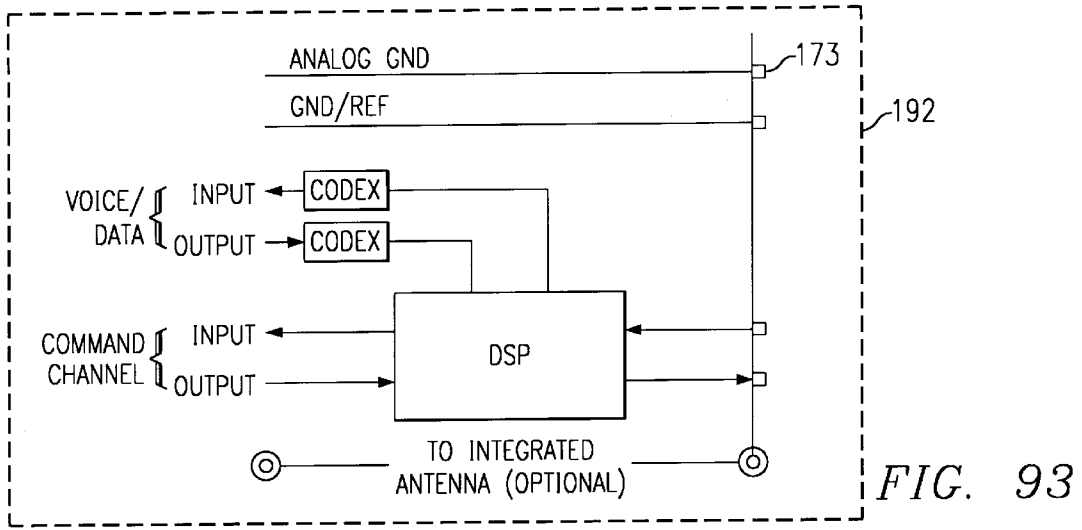 ANALOG GND
173
GND/REF
192
VOICE/
DATA
INPUT
CODEX
OUTPUT
CODEX
COMMAND
CHANNEL
INPUT
OUTPUT
DSP
TO INTEGRATED
ANTENNA (OPTIONAL)
FIG. 93